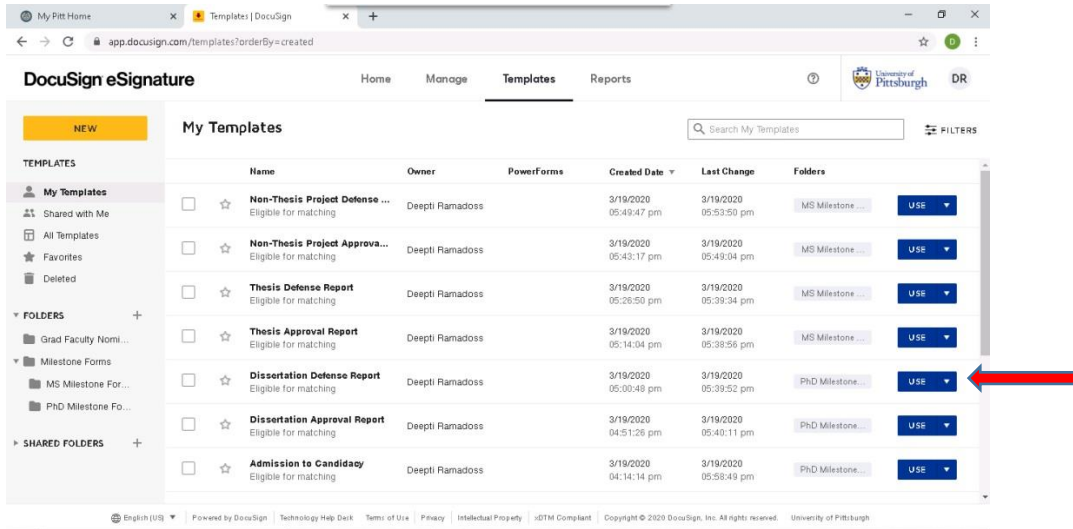 My Pitt Home
Templates | DocuSign
app.docusign.com/templates?orderBy=created
D
DocuSign eSignature
Home
Manage
Templates
Reports
University of
Pittsburgh
DR
NEW
My Templates
Search My Templates
FILTERS
TEMPLATES
My Templates
Shared with Me
All Templates
Favorites
Deleted
FOLDERS
Grad Faculty Nomi...
Milestone Forms
MS Milestone For...
PhD Milestone Fo...
SHARED FOLDERS
Name Owner PowerForms Created Date Last Change Folders
Non-Thesis Project Defense ... Deepti Ramadoss 3/19/2020 3/19/2020 MS Milestone ... USE
Eligible for matching 05:49:47 pm 05:53:50 pm
Non-Thesis Project Approva... Deepti Ramadoss 3/19/2020 3/19/2020 MS Milestone ... USE
Eligible for matching 05:43:17 pm 05:49:04 pm
Thesis Defense Report Deepti Ramadoss 3/19/2020 3/19/2020 MS Milestone ... USE
Eligible for matching 05:26:50 pm 05:39:34 pm
Thesis Approval Report Deepti Ramadoss 3/19/2020 3/19/2020 MS Milestone ... USE
Eligible for matching 05:14:04 pm 05:38:56 pm
Dissertation Defense Report Deepti Ramadoss 3/19/2020 3/19/2020 PhD Milestone... USE
Eligible for matching 05:00:48 pm 05:39:52 pm
Dissertation Approval Report Deepti Ramadoss 3/19/2020 3/19/2020 PhD Milestone... USE
Eligible for matching 04:51:26 pm 05:40:11 pm
Admission to Candidacy Deepti Ramadoss 3/19/2020 3/19/2020 PhD Milestone... USE
Eligible for matching 04:14:14 pm 05:58:49 pm
English (US) Powered by DocuSign Technology Help Desk Terms of Use Privacy Intellectual Property xDTM Compliant Copyright © 2020 DocuSign, Inc. All rights reserved. University of Pittsburgh